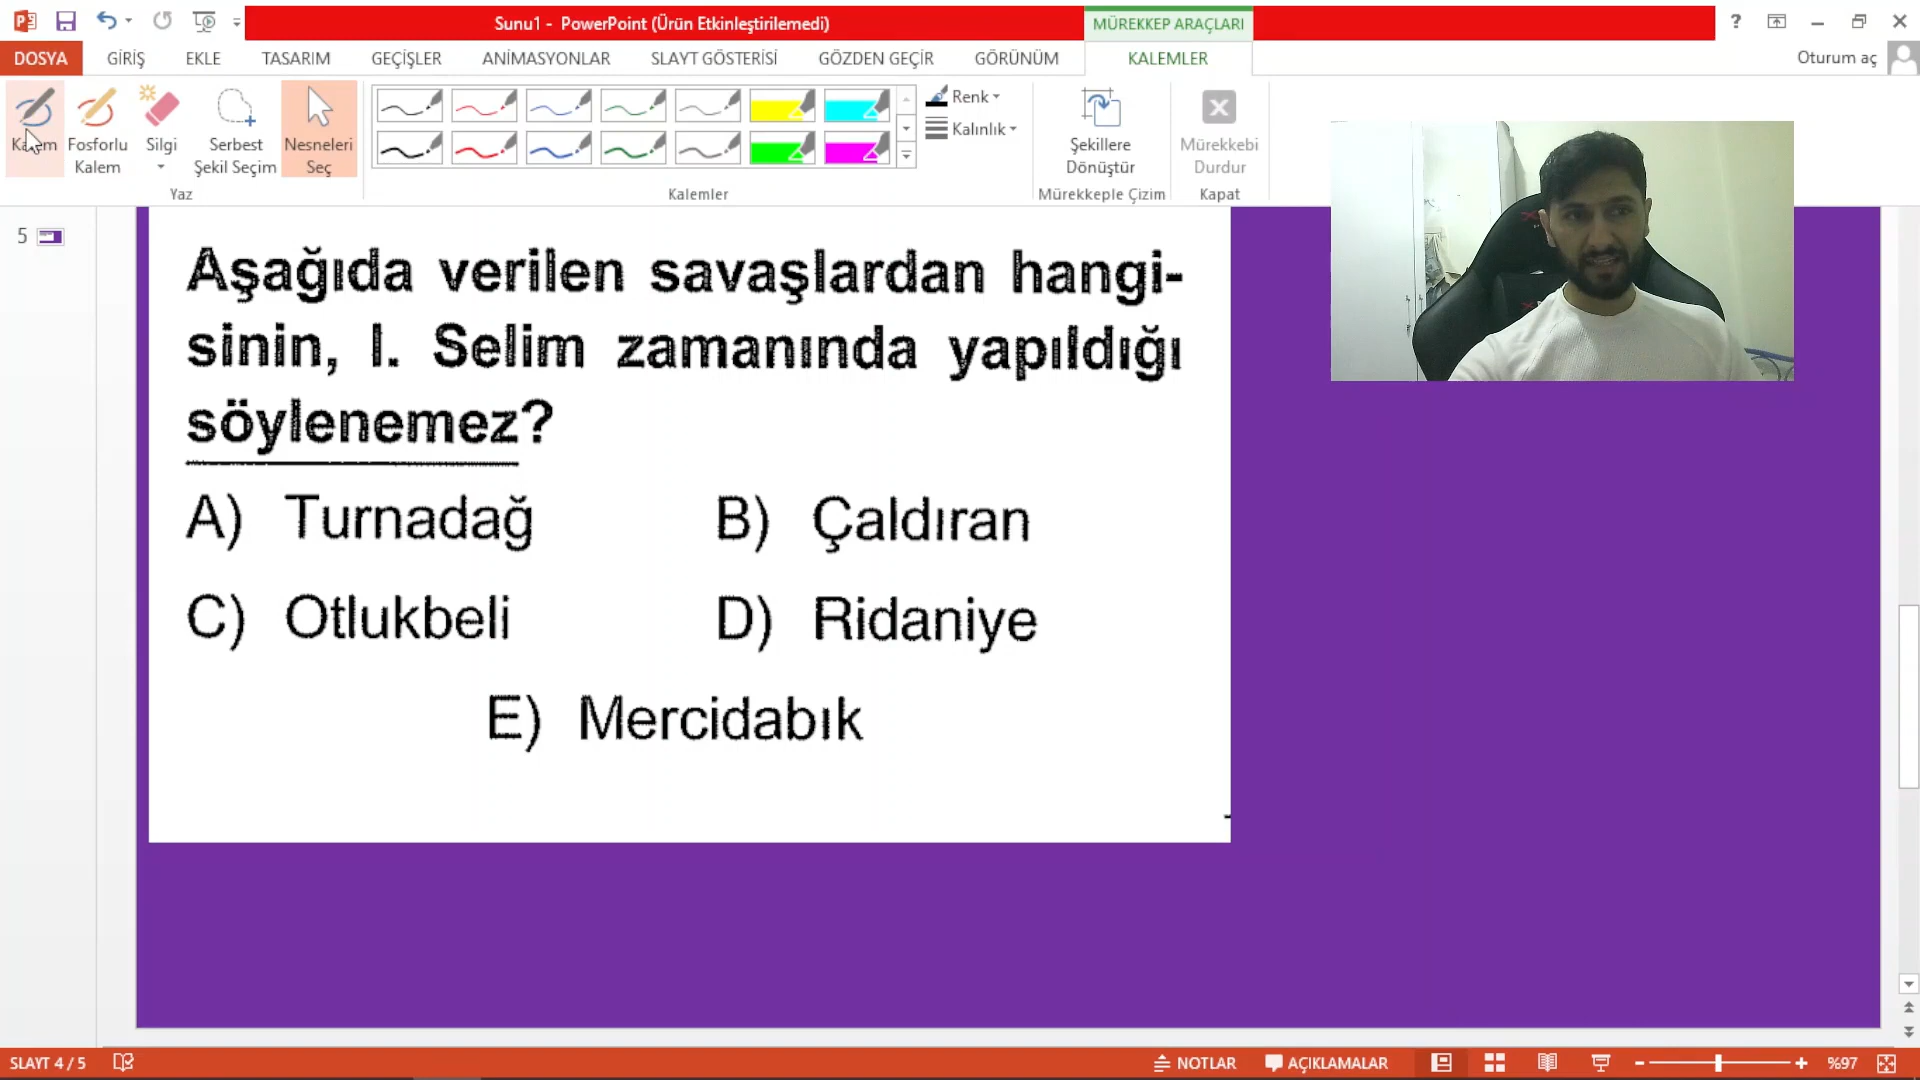 Sunu1 - PowerPoint (Ürün Etkinleştirilemedi)
MÜREKKEP ARAÇLARI
DOSYA GİRİŞ EKLE TASARIM GEÇİŞLER ANİMASYONLAR SLAYT GÖSTERİSİ GÖZDEN GEÇİR GÖRÜNÜM KALEMLER Oturum aç
Kalem
Fosforlu Kalem
Silgi
Serbest Şekil Seçim
Nesneleri Seç
Renk
Kalınlık
Şekillere Dönüştür
Mürekkebi Durdur
Yaz
Kalemler
Mürekkeple Çizim
Kapat
5
Aşağıda verilen savaşlardan hangi-
sinin, I. Selim zamanında yapıldığı
söylenemez?
A) Turnadağ B) Çaldıran
C) Otlukbeli D) Ridaniye
E) Mercidabık
SLAYT 4 / 5 NOTLAR AÇIKLAMALAR %97